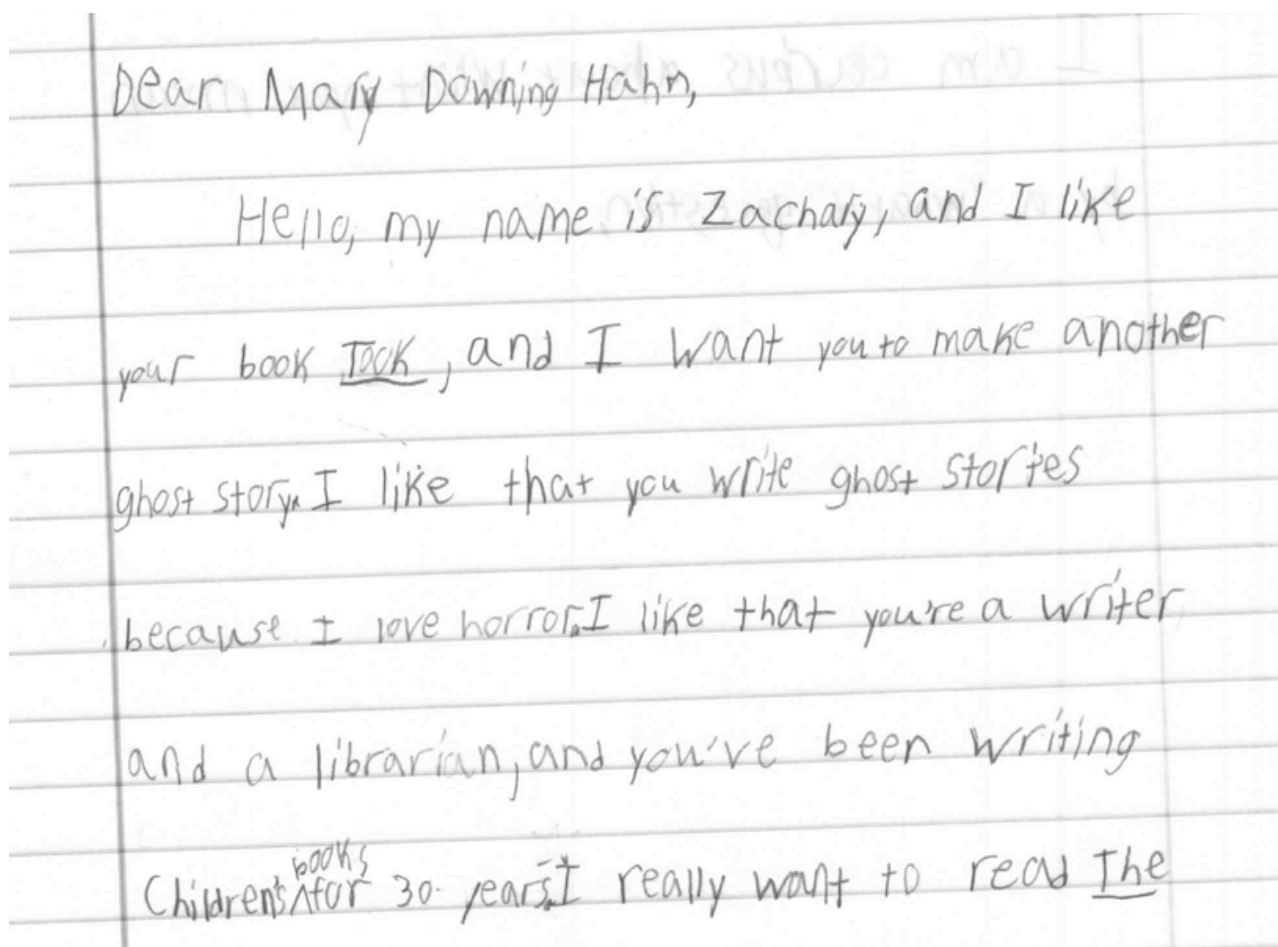 Dear Mary Downing Hahn,
Hello, my name is Zachary, and I like
your book Took, and I want you to make another
ghost story. I like that you write ghost stories
because I love horror. I like that you're a writer
and a librarian, and you've been writing
Children's books for 30 years. I really want to read The